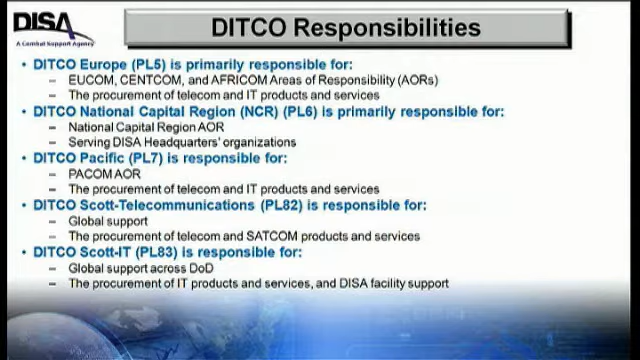 DISA
A Combat Support Agency
DITCO Responsibilities
• DITCO Europe (PL5) is primarily responsible for:
– EUCOM, CENTCOM, and AFRICOM Areas of Responsibility (AORs)
– The procurement of telecom and IT products and services
• DITCO National Capital Region (NCR) (PL6) is primarily responsible for:
– National Capital Region AOR
– Serving DISA Headquarters' organizations
• DITCO Pacific (PL7) is responsible for:
– PACOM AOR
– The procurement of telecom and IT products and services
• DITCO Scott-Telecommunications (PL82) is responsible for:
– Global support
– The procurement of telecom and SATCOM products and services
• DITCO Scott-IT (PL83) is responsible for:
– Global support across DoD
– The procurement of IT products and services, and DISA facility support